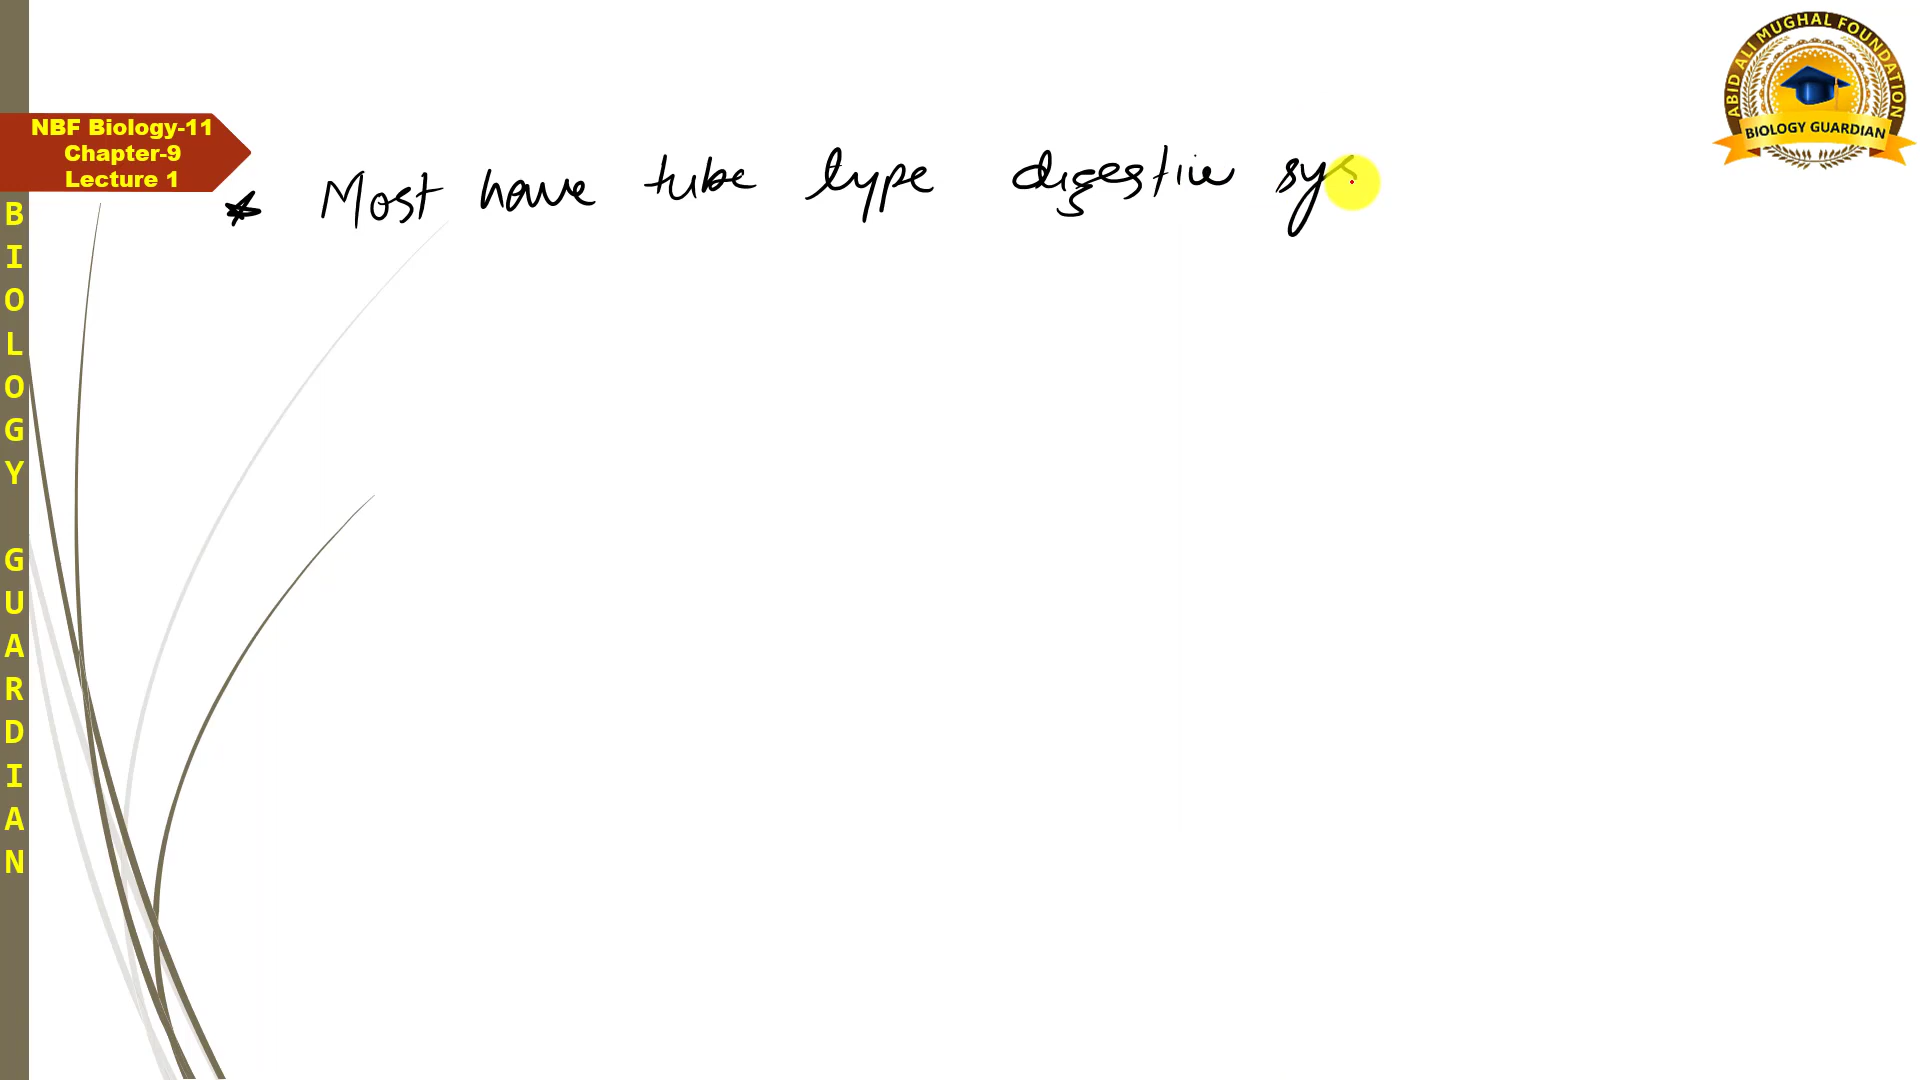 ABID ALI MUGHAL FOUNDATION
BIOLOGY GUARDIAN
NBF Biology-11
Chapter-9
Lecture 1
* Most have tube type digestive sys
BIOLOGY GUARDIAN